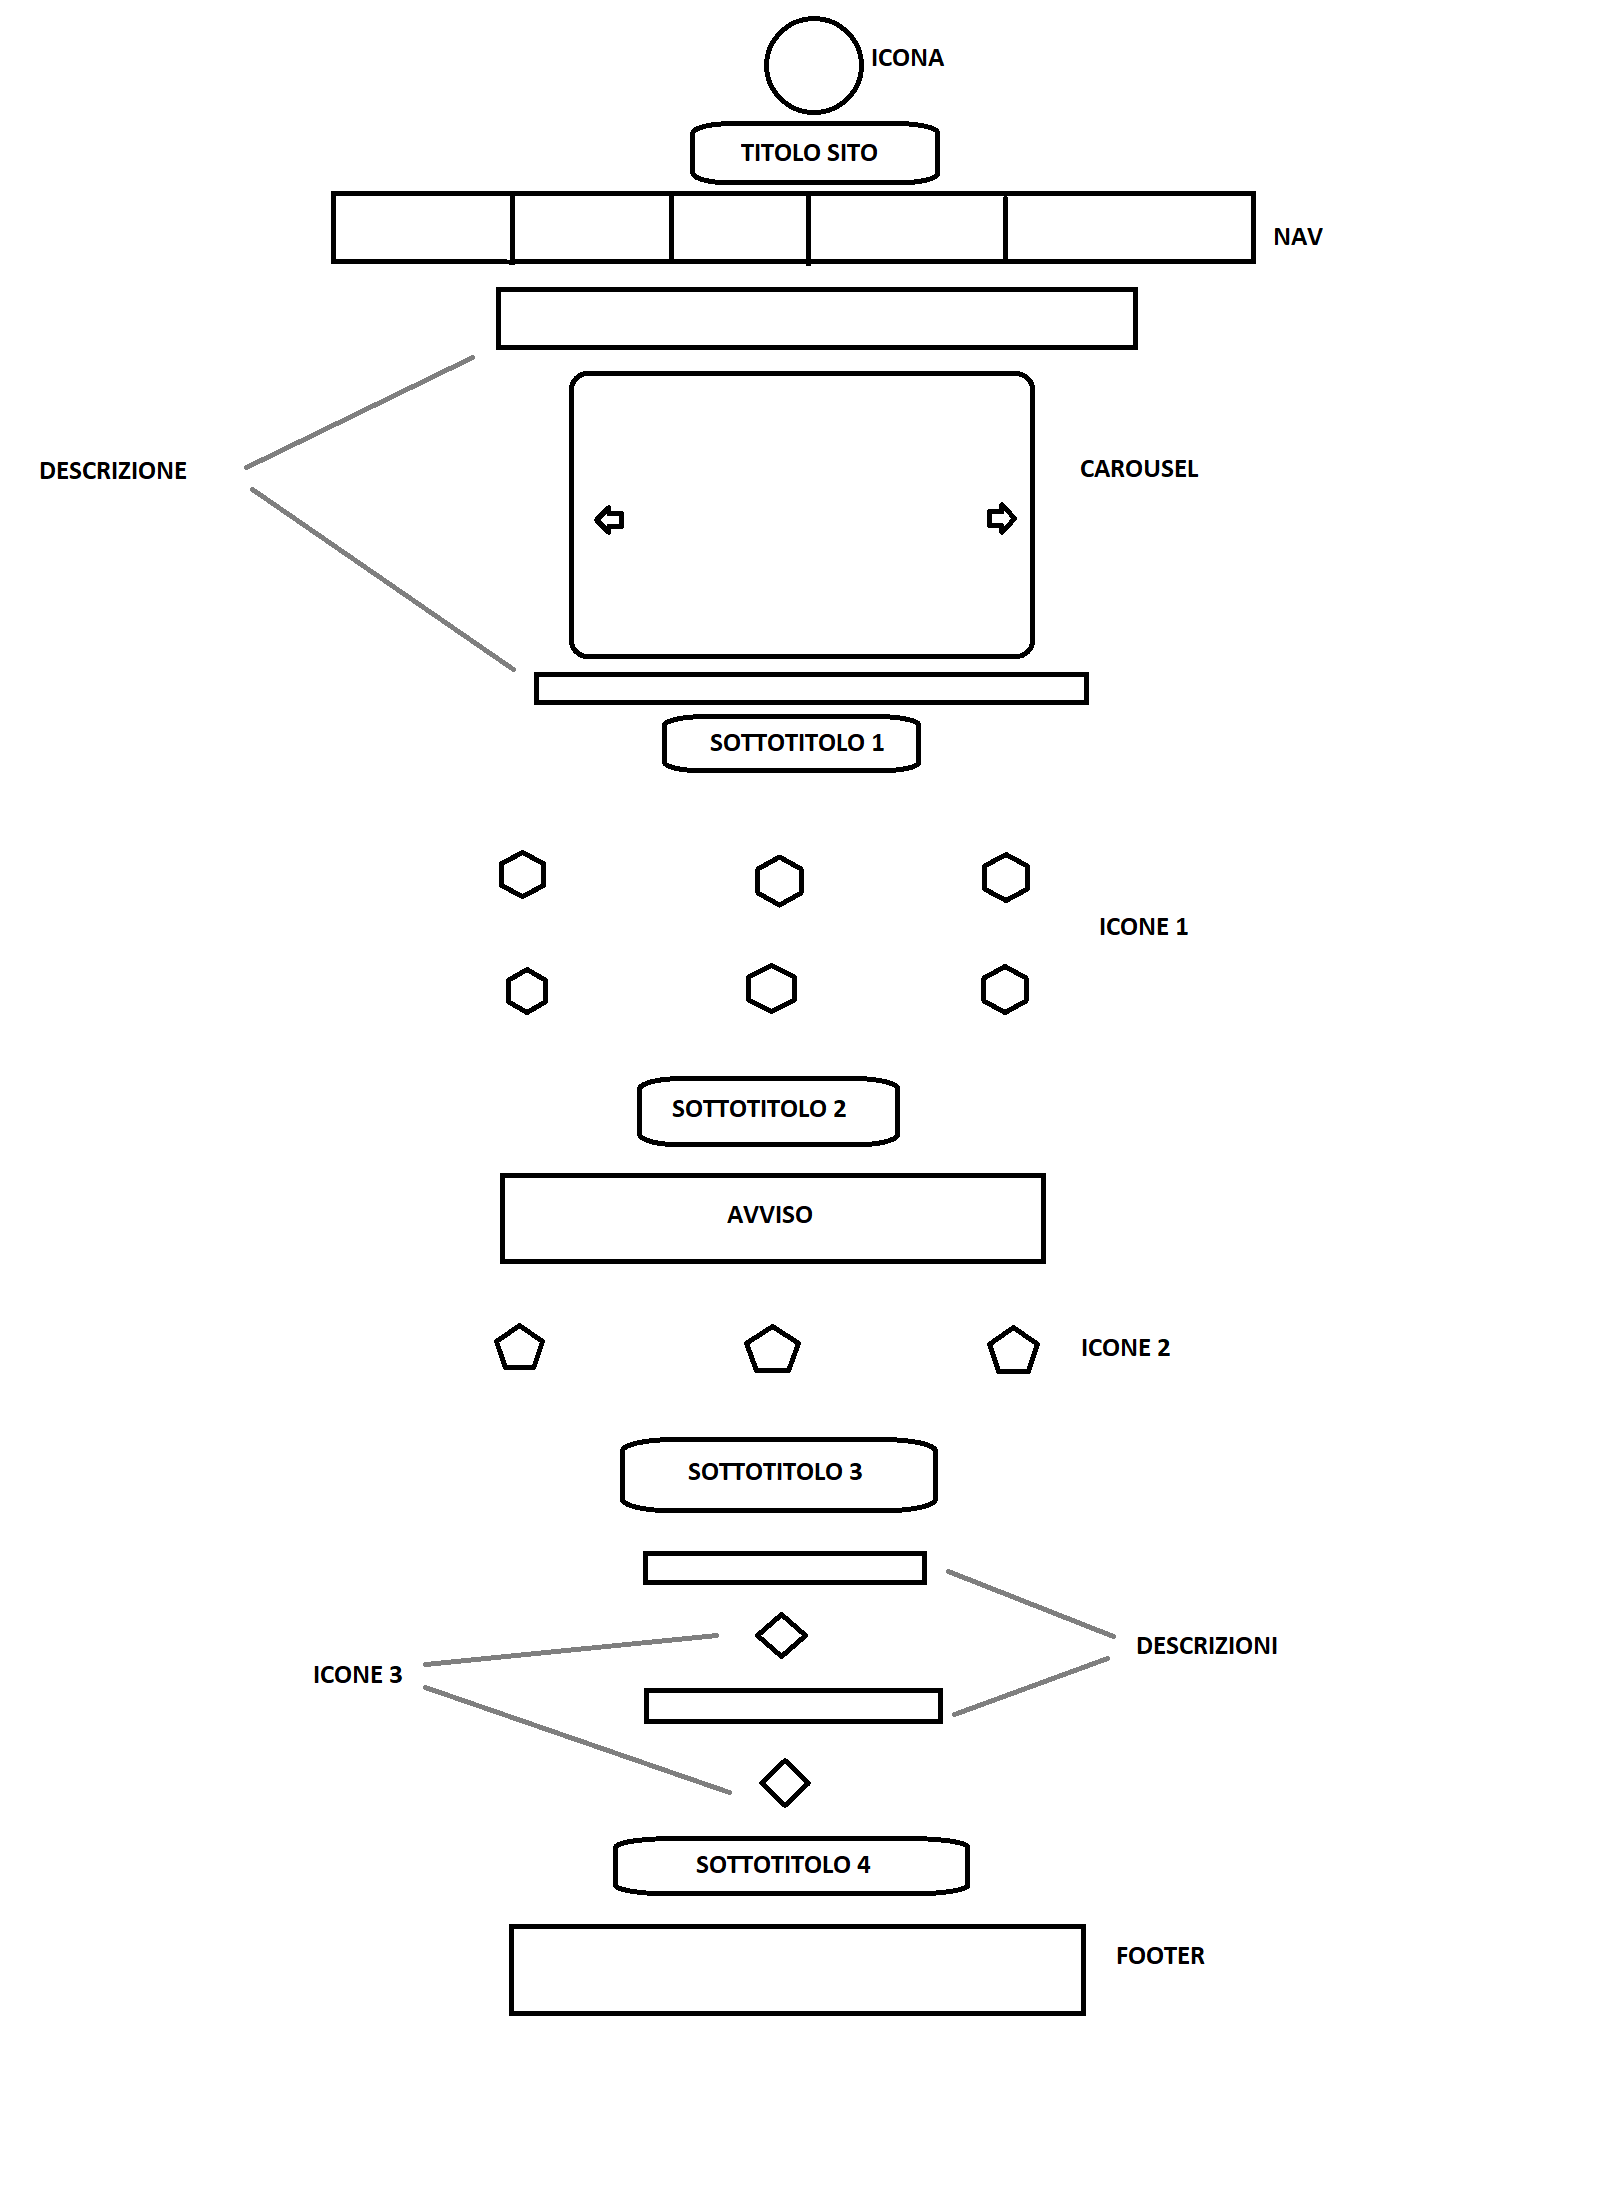 ICONA
TITOLO SITO
NAV
DESCRIZIONE
CAROUSEL
SOTTOTITOLO 1
ICONE 1
SOTTOTITOLO 2
AVVISO
ICONE 2
SOTTOTITOLO 3
DESCRIZIONI
ICONE 3
SOTTOTITOLO 4
FOOTER